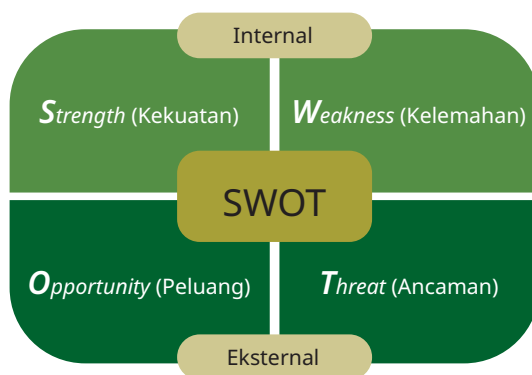 Internal
Strength (Kekuatan)
Weakness (Kelemahan)
SWOT
Opportunity (Peluang)
Threat (Ancaman)
Eksternal